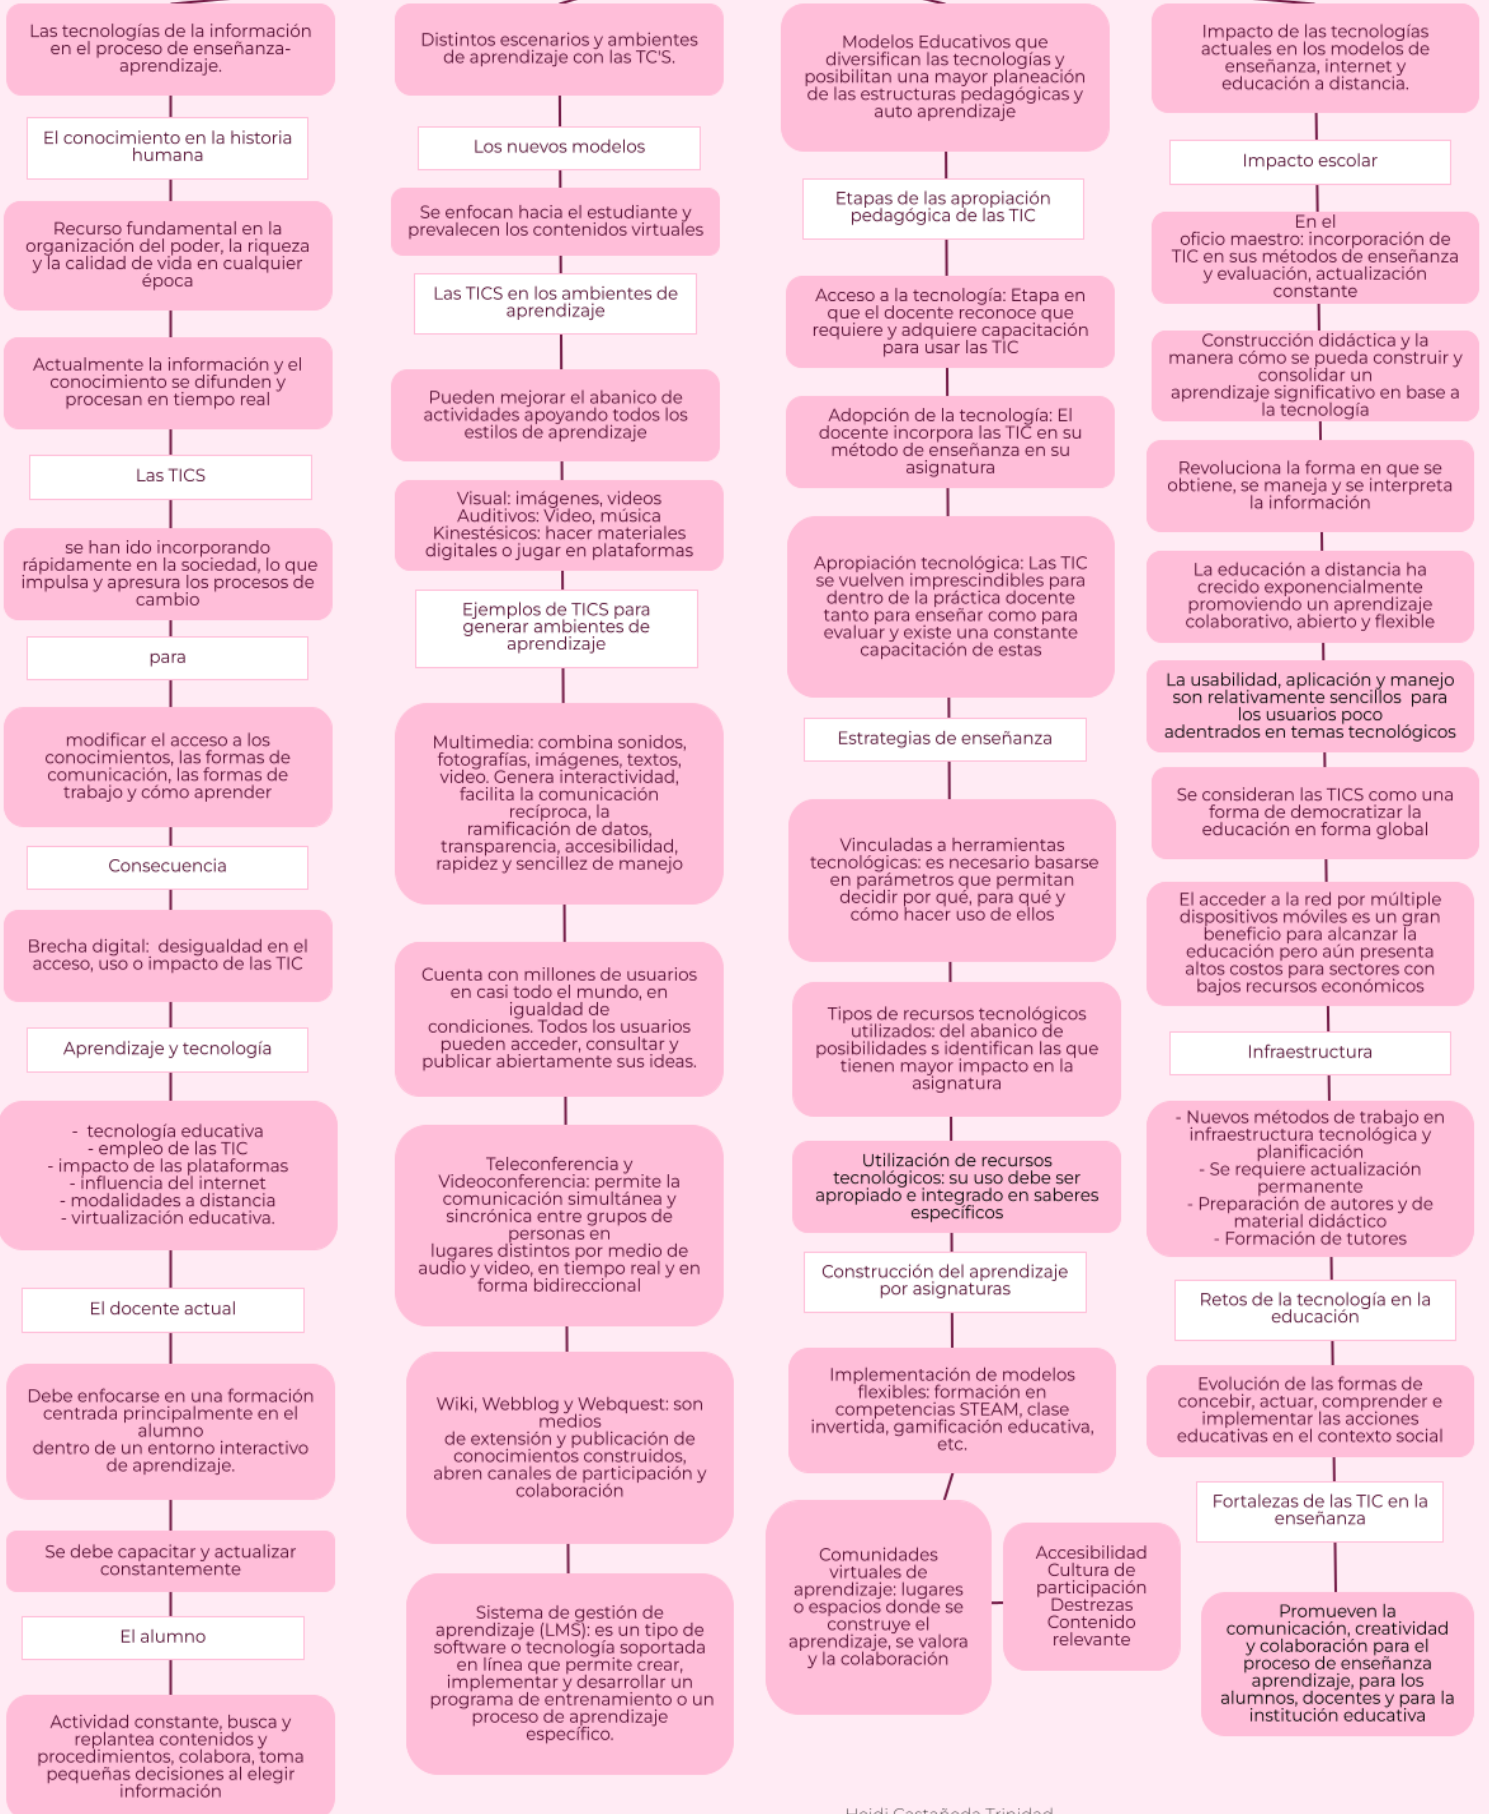 Las tecnologías de la información
en el proceso de enseñanza-
aprendizaje.
El conocimiento en la historia
humana
Recurso fundamental en la
organización del poder, la riqueza
y la calidad de vida en cualquier
época
Actualmente la información y el
conocimiento se difunden y
procesan en tiempo real
Las TICS
se han ido incorporando
rápidamente en la sociedad, lo que
impulsa y apresura los procesos de
cambio
para
modificar el acceso a los
conocimientos, las formas de
comunicación, las formas de
trabajo y cómo aprender
Consecuencia
Brecha digital:  desigualdad en el
acceso, uso o impacto de las TIC
Aprendizaje y tecnología
-  tecnología educativa
- empleo de las TIC
- impacto de las plataformas
- influencia del internet
- modalidades a distancia
- virtualización educativa.
El docente actual
Debe enfocarse en una formación
centrada principalmente en el
alumno
dentro de un entorno interactivo
de aprendizaje.
Se debe capacitar y actualizar
constantemente
El alumno
Actividad constante, busca y
replantea contenidos y
procedimientos, colabora, toma
pequeñas decisiones al elegir
información
Distintos escenarios y ambientes
de aprendizaje con las TC'S.
Los nuevos modelos
Se enfocan hacia el estudiante y
prevalecen los contenidos virtuales
Las TICS en los ambientes de
aprendizaje
Pueden mejorar el abanico de
actividades apoyando todos los
estilos de aprendizaje
Visual: imágenes, videos
Auditivos: Video, música
Kinestésicos: hacer materiales
digitales o jugar en plataformas
Ejemplos de TICS para
generar ambientes de
aprendizaje
Multimedia: combina sonidos,
fotografías, imágenes, textos,
video. Genera interactividad,
facilita la comunicación
recíproca, la
ramificación de datos,
transparencia, accesibilidad,
rapidez y sencillez de manejo
Cuenta con millones de usuarios
en casi todo el mundo, en
igualdad de
condiciones. Todos los usuarios
pueden acceder, consultar y
publicar abiertamente sus ideas.
Teleconferencia y
Videoconferencia: permite la
comunicación simultánea y
sincrónica entre grupos de
personas en
lugares distintos por medio de
audio y video, en tiempo real y en
forma bidireccional
Wiki, Webblog y Webquest: son
medios
de extensión y publicación de
conocimientos construidos,
abren canales de participación y
colaboración
Sistema de gestión de
aprendizaje (LMS): es un tipo de
software o tecnología soportada
en línea que permite crear,
implementar y desarrollar un
programa de entrenamiento o un
proceso de aprendizaje
específico.
Modelos Educativos que
diversifican las tecnologías y
posibilitan una mayor planeación
de las estructuras pedagógicas y
auto aprendizaje
Etapas de las apropiación
pedagógica de las TIC
Acceso a la tecnología: Etapa en
que el docente reconoce que
requiere y adquiere capacitación
para usar las TIC
Adopción de la tecnología: El
docente incorpora las TIC en su
método de enseñanza en su
asignatura
Apropiación tecnológica: Las TIC
se vuelven imprescindibles para
dentro de la práctica docente
tanto para enseñar como para
evaluar y existe una constante
capacitación de estas
Estrategias de enseñanza
Vinculadas a herramientas
tecnológicas: es necesario basarse
en parámetros que permitan
decidir por qué, para qué y
cómo hacer uso de ellos
Tipos de recursos tecnológicos
utilizados: del abanico de
posibilidades s identifican las que
tienen mayor impacto en la
asignatura
Utilización de recursos
tecnológicos: su uso debe ser
apropiado e integrado en saberes
específicos
Construcción del aprendizaje
por asignaturas
Implementación de modelos
flexibles: formación en
competencias STEAM, clase
invertida, gamificación educativa,
etc.
Comunidades
virtuales de
aprendizaje: lugares
o espacios donde se
construye el
aprendizaje, se valora
y la colaboración
Accesibilidad
Cultura de
participación
Destrezas
Contenido
relevante
Heidi Castañeda Trinidad
Impacto de las tecnologías
actuales en los modelos de
enseñanza, internet y
educación a distancia.
Impacto escolar
En el
oficio maestro: incorporación de
TIC en sus métodos de enseñanza
y evaluación, actualización
constante
Construcción didáctica y la
manera cómo se pueda construir y
consolidar un
aprendizaje significativo en base a
la tecnología
Revoluciona la forma en que se
obtiene, se maneja y se interpreta
la información
La educación a distancia ha
crecido exponencialmente
promoviendo un aprendizaje
colaborativo, abierto y flexible
La usabilidad, aplicación y manejo
son relativamente sencillos  para
los usuarios poco
adentrados en temas tecnológicos
Se consideran las TICS como una
forma de democratizar la
educación en forma global
El acceder a la red por múltiple
dispositivos móviles es un gran
beneficio para alcanzar la
educación pero aún presenta
altos costos para sectores con
bajos recursos económicos
Infraestructura
- Nuevos métodos de trabajo en
infraestructura tecnológica y
planificación
- Se requiere actualización
permanente
- Preparación de autores y de
material didáctico
- Formación de tutores
Retos de la tecnología en la
educación
Evolución de las formas de
concebir, actuar, comprender e
implementar las acciones
educativas en el contexto social
Fortalezas de las TIC en la
enseñanza
Promueven la
comunicación, creatividad
y colaboración para el
proceso de enseñanza
aprendizaje, para los
alumnos, docentes y para la
institución educativa